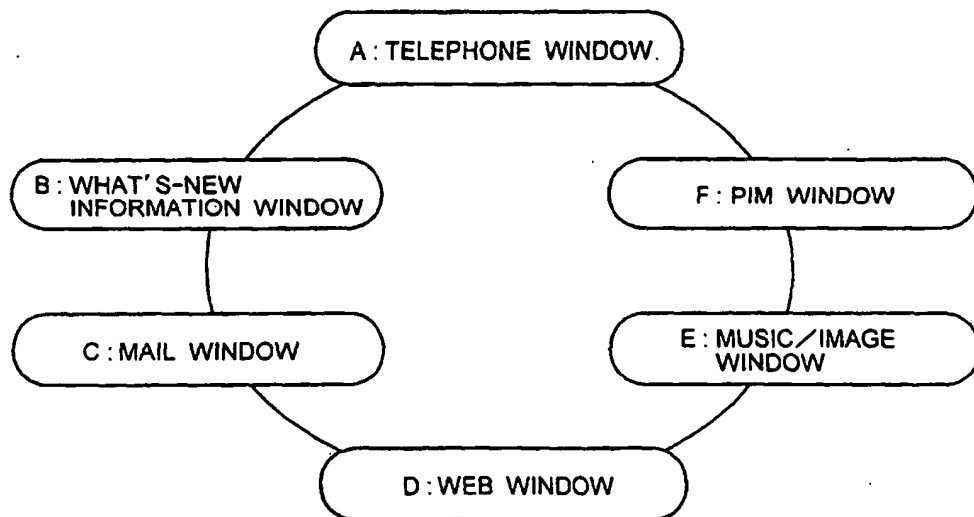 A : TELEPHONE WINDOW.
B : WHAT'S-NEW
INFORMATION WINDOW
F : PIM WINDOW
C : MAIL WINDOW
E : MUSIC/IMAGE
WINDOW
D : WEB WINDOW